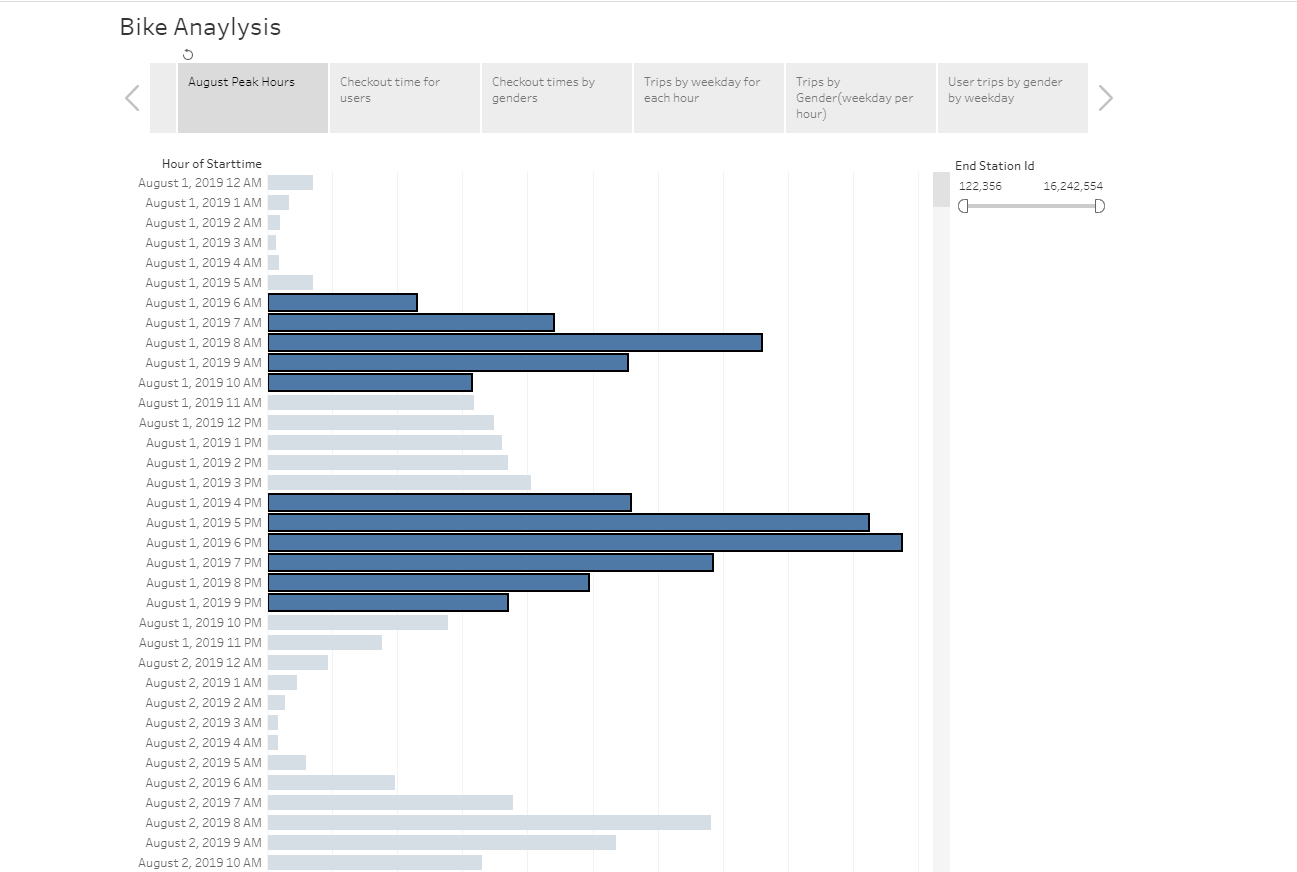 Bike Anaylysis
August Peak Hours
Checkout time for
users
Checkout times by
genders
Trips by weekday for
each hour
Trips by
Gender(weekday per
hour)
User trips by gender
by weekday
Hour of Starttime
August 1, 2019 12 AM
August 1, 2019 1 AM
August 1, 2019 2 AM
August 1, 2019 3 AM
August 1, 2019 4 AM
August 1, 2019 5 AM
August 1, 2019 6 AM
August 1, 2019 7 AM
August 1, 2019 8 AM
August 1, 2019 9 AM
August 1, 2019 10 AM
August 1, 2019 11 AM
August 1, 2019 12 PM
August 1, 2019 1 PM
August 1, 2019 2 PM
August 1, 2019 3 PM
August 1, 2019 4 PM
August 1, 2019 5 PM
August 1, 2019 6 PM
August 1, 2019 7 PM
August 1, 2019 8 PM
August 1, 2019 9 PM
August 1, 2019 10 PM
August 1, 2019 11 PM
August 2, 2019 12 AM
August 2, 2019 1 AM
August 2, 2019 2 AM
August 2, 2019 3 AM
August 2, 2019 4 AM
August 2, 2019 5 AM
August 2, 2019 6 AM
August 2, 2019 7 AM
August 2, 2019 8 AM
August 2, 2019 9 AM
August 2, 2019 10 AM
End Station Id
122,356 16,242,554